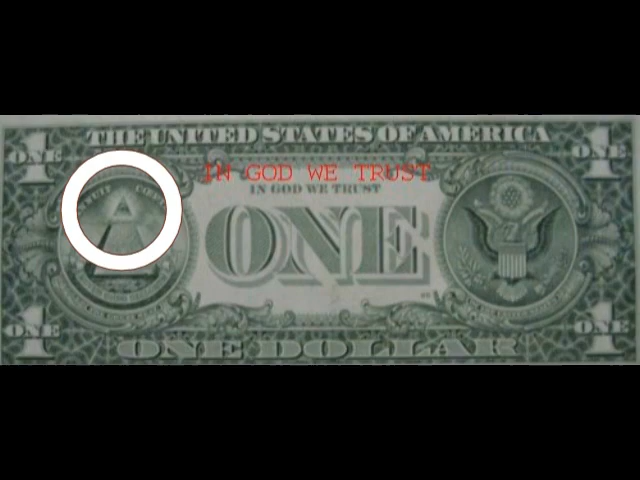 THE UNITED STATES OF AMERICA
ONE
ONE
IN GOD WE TRUST
IN GOD WE TRUST
ONE
ONE
ONE
ONE DOLLAR